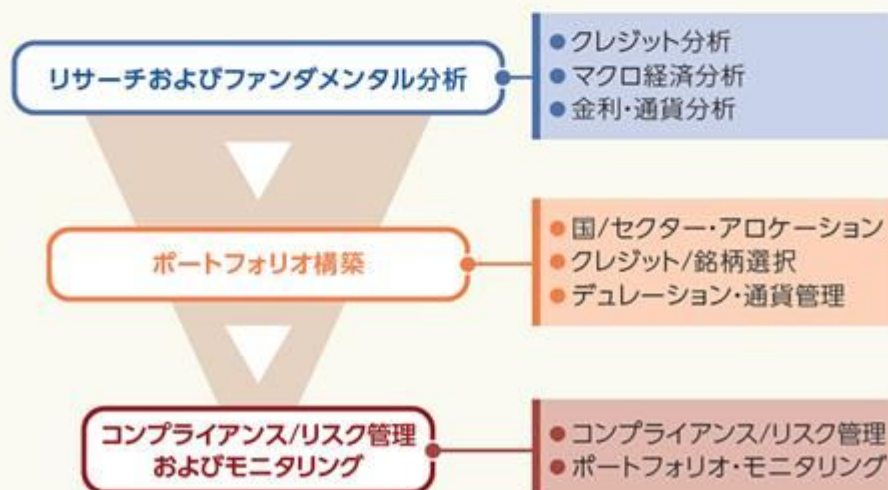 リサーチおよびファンダメンタル分析
●クレジット分析
●マクロ経済分析
●金利・通貨分析
ポートフォリオ構築
●国/セクター・アロケーション
●クレジット/銘柄選択
●デュレーション・通貨管理
コンプライアンス/リスク管理
およびモニタリング
●コンプライアンス/リスク管理
●ポートフォリオ・モニタリング